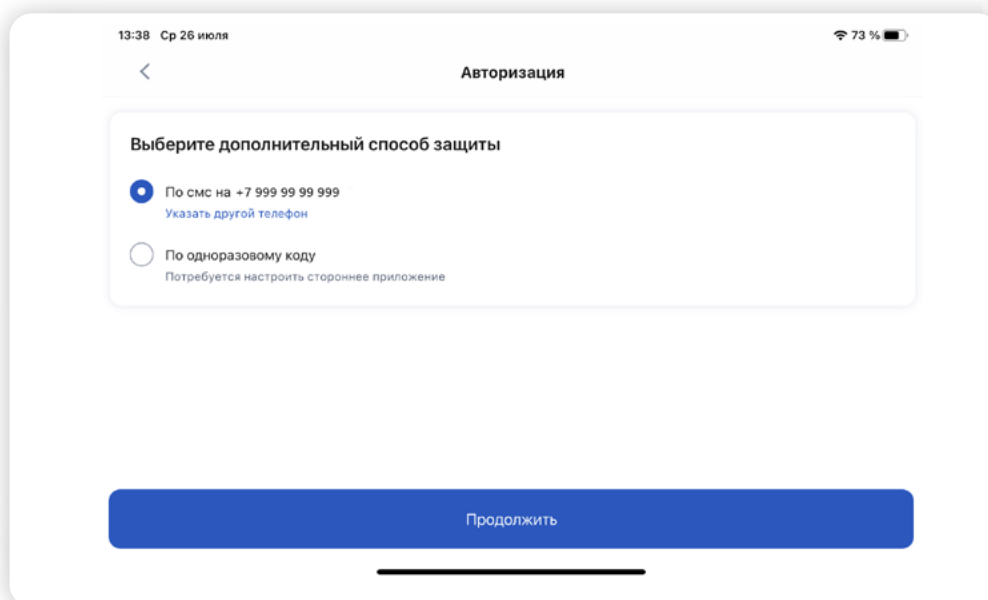 13:38 Ср 26 июля
73 %
Авторизация
Выберите дополнительный способ защиты
По смс на +7 999 99 99 999
Указать другой телефон
По одноразовому коду
Потребуется настроить стороннее приложение
Продолжить